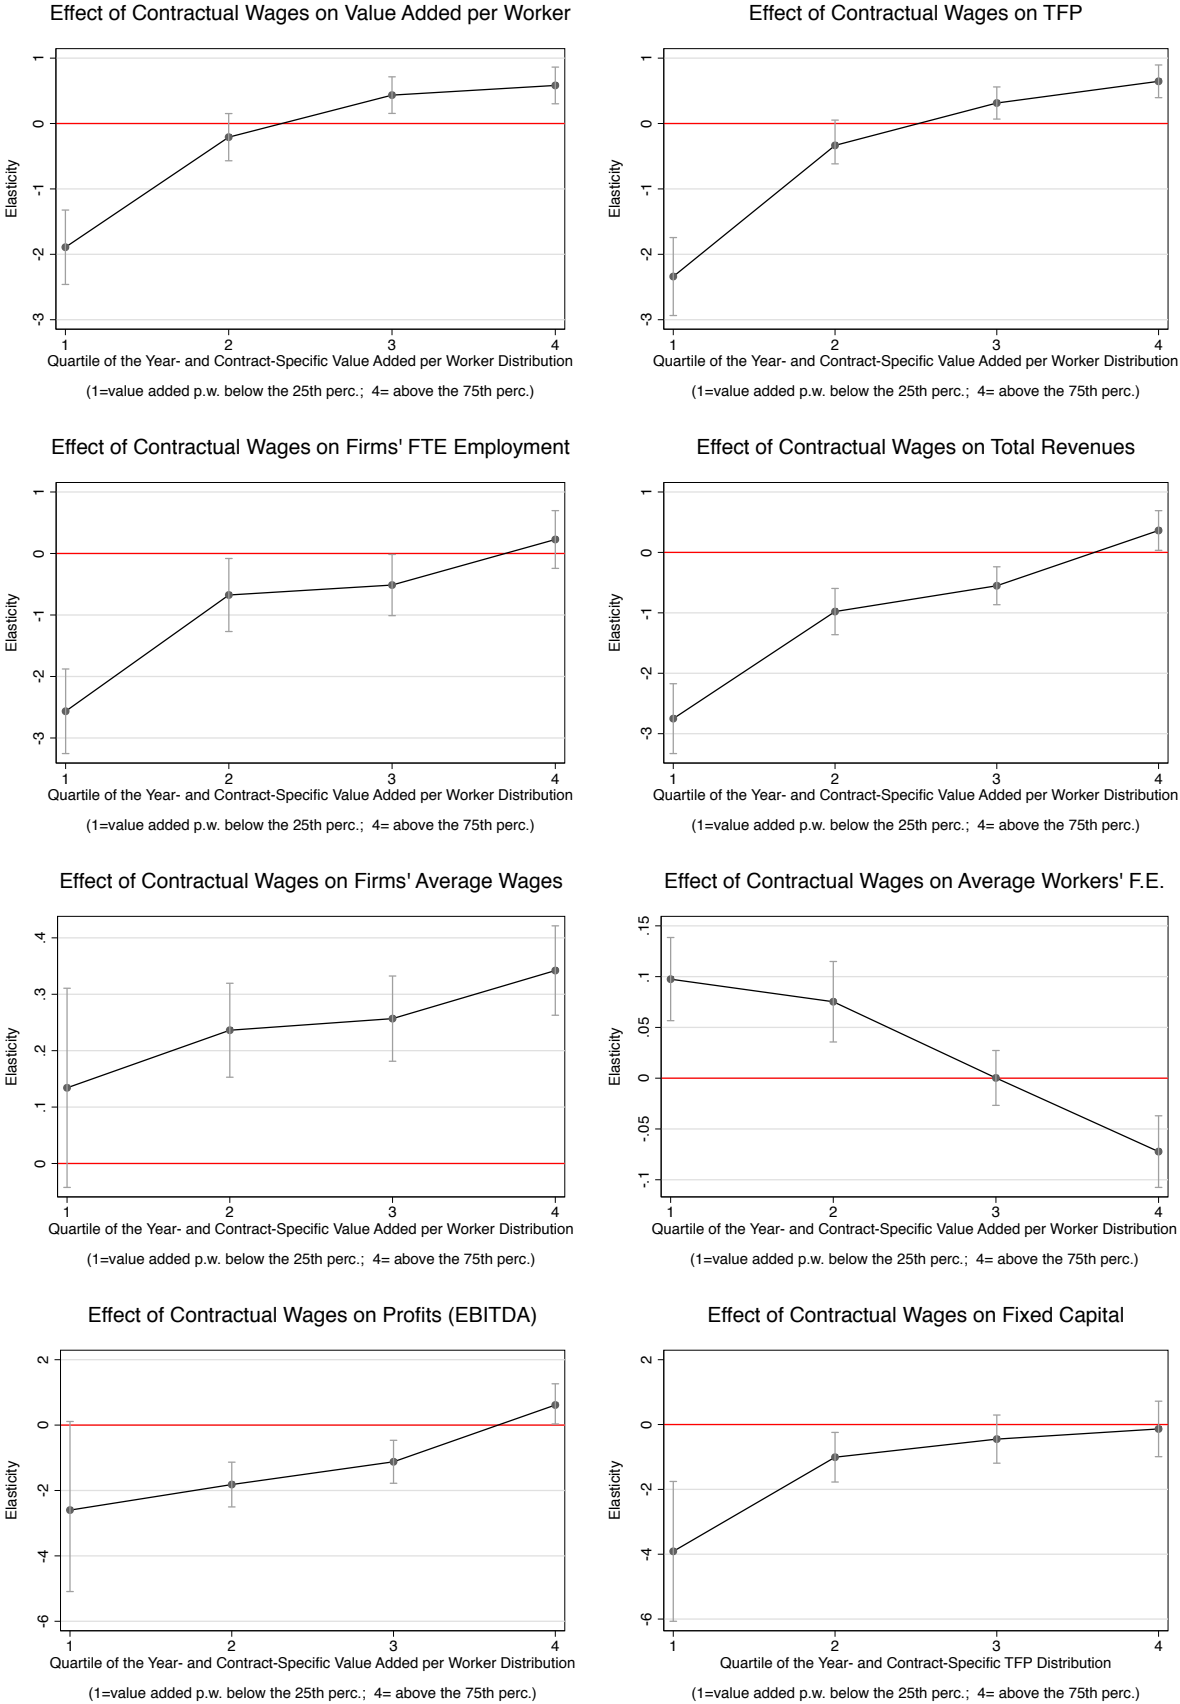 Effect of Contractual Wages on Value Added per Worker
Elasticity
1
0
-1
-2
-3
1 2 3 4
Quartile of the Year- and Contract-Specific Value Added per Worker Distribution
(1=value added p.w. below the 25th perc.; 4= above the 75th perc.)
Effect of Contractual Wages on TFP
Elasticity
1
0
-1
-2
-3
1 2 3 4
Quartile of the Year- and Contract-Specific Value Added per Worker Distribution
(1=value added p.w. below the 25th perc.; 4= above the 75th perc.)
Effect of Contractual Wages on Firms' FTE Employment
Elasticity
1
0
-1
-2
-3
1 2 3 4
Quartile of the Year- and Contract-Specific Value Added per Worker Distribution
(1=value added p.w. below the 25th perc.; 4= above the 75th perc.)
Effect of Contractual Wages on Total Revenues
Elasticity
1
0
-1
-2
-3
1 2 3 4
Quartile of the Year- and Contract-Specific Value Added per Worker Distribution
(1=value added p.w. below the 25th perc.; 4= above the 75th perc.)
Effect of Contractual Wages on Firms' Average Wages
Elasticity
.4
.3
.2
.1
0
1 2 3 4
Quartile of the Year- and Contract-Specific Value Added per Worker Distribution
(1=value added p.w. below the 25th perc.; 4= above the 75th perc.)
Effect of Contractual Wages on Average Workers' F.E.
Elasticity
.15
.1
.05
0
-.05
-.1
1 2 3 4
Quartile of the Year- and Contract-Specific Value Added per Worker Distribution
(1=value added p.w. below the 25th perc.; 4= above the 75th perc.)
Effect of Contractual Wages on Profits (EBITDA)
Elasticity
2
0
-2
-4
-6
1 2 3 4
Quartile of the Year- and Contract-Specific Value Added per Worker Distribution
(1=value added p.w. below the 25th perc.; 4= above the 75th perc.)
Effect of Contractual Wages on Fixed Capital
Elasticity
2
0
-2
-4
-6
1 2 3 4
Quartile of the Year- and Contract-Specific TFP Distribution
(1=value added p.w. below the 25th perc.; 4= above the 75th perc.)